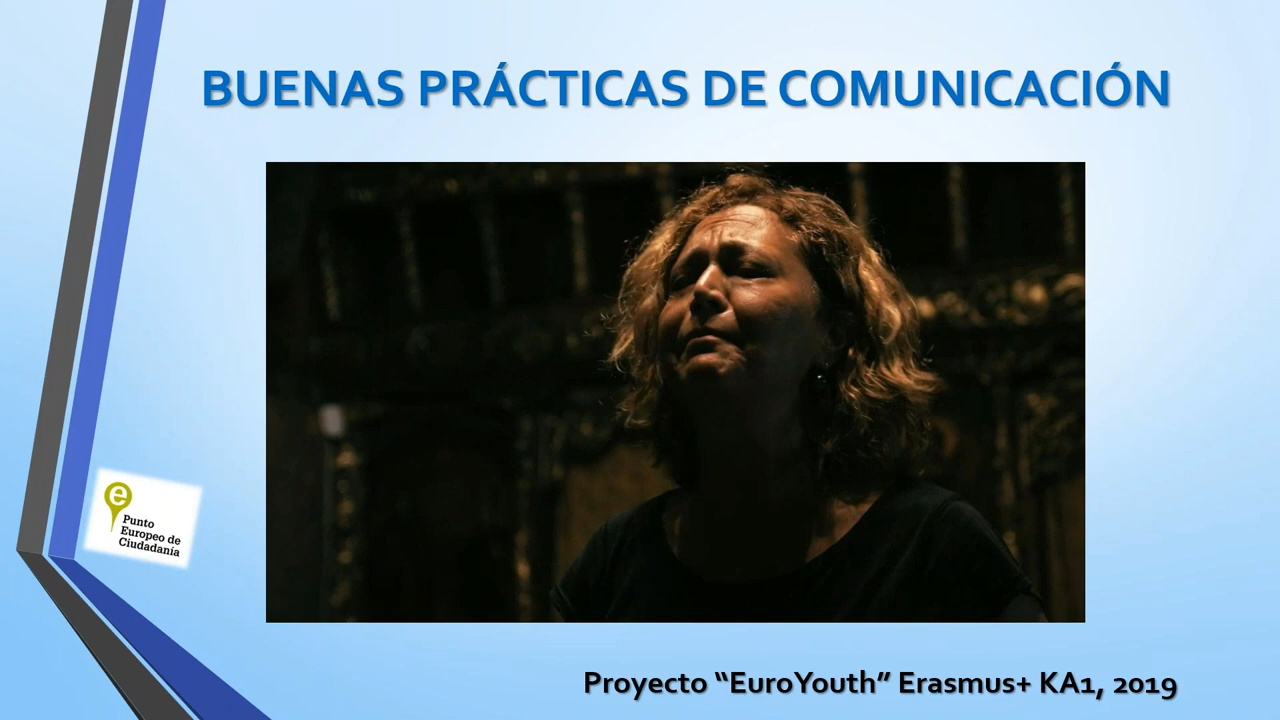 BUENAS PRÁCTICAS DE COMUNICACIÓN
e
Punto
Europeo de
Ciudadanía
Proyecto “EuroYouth” Erasmus+ KA1, 2019